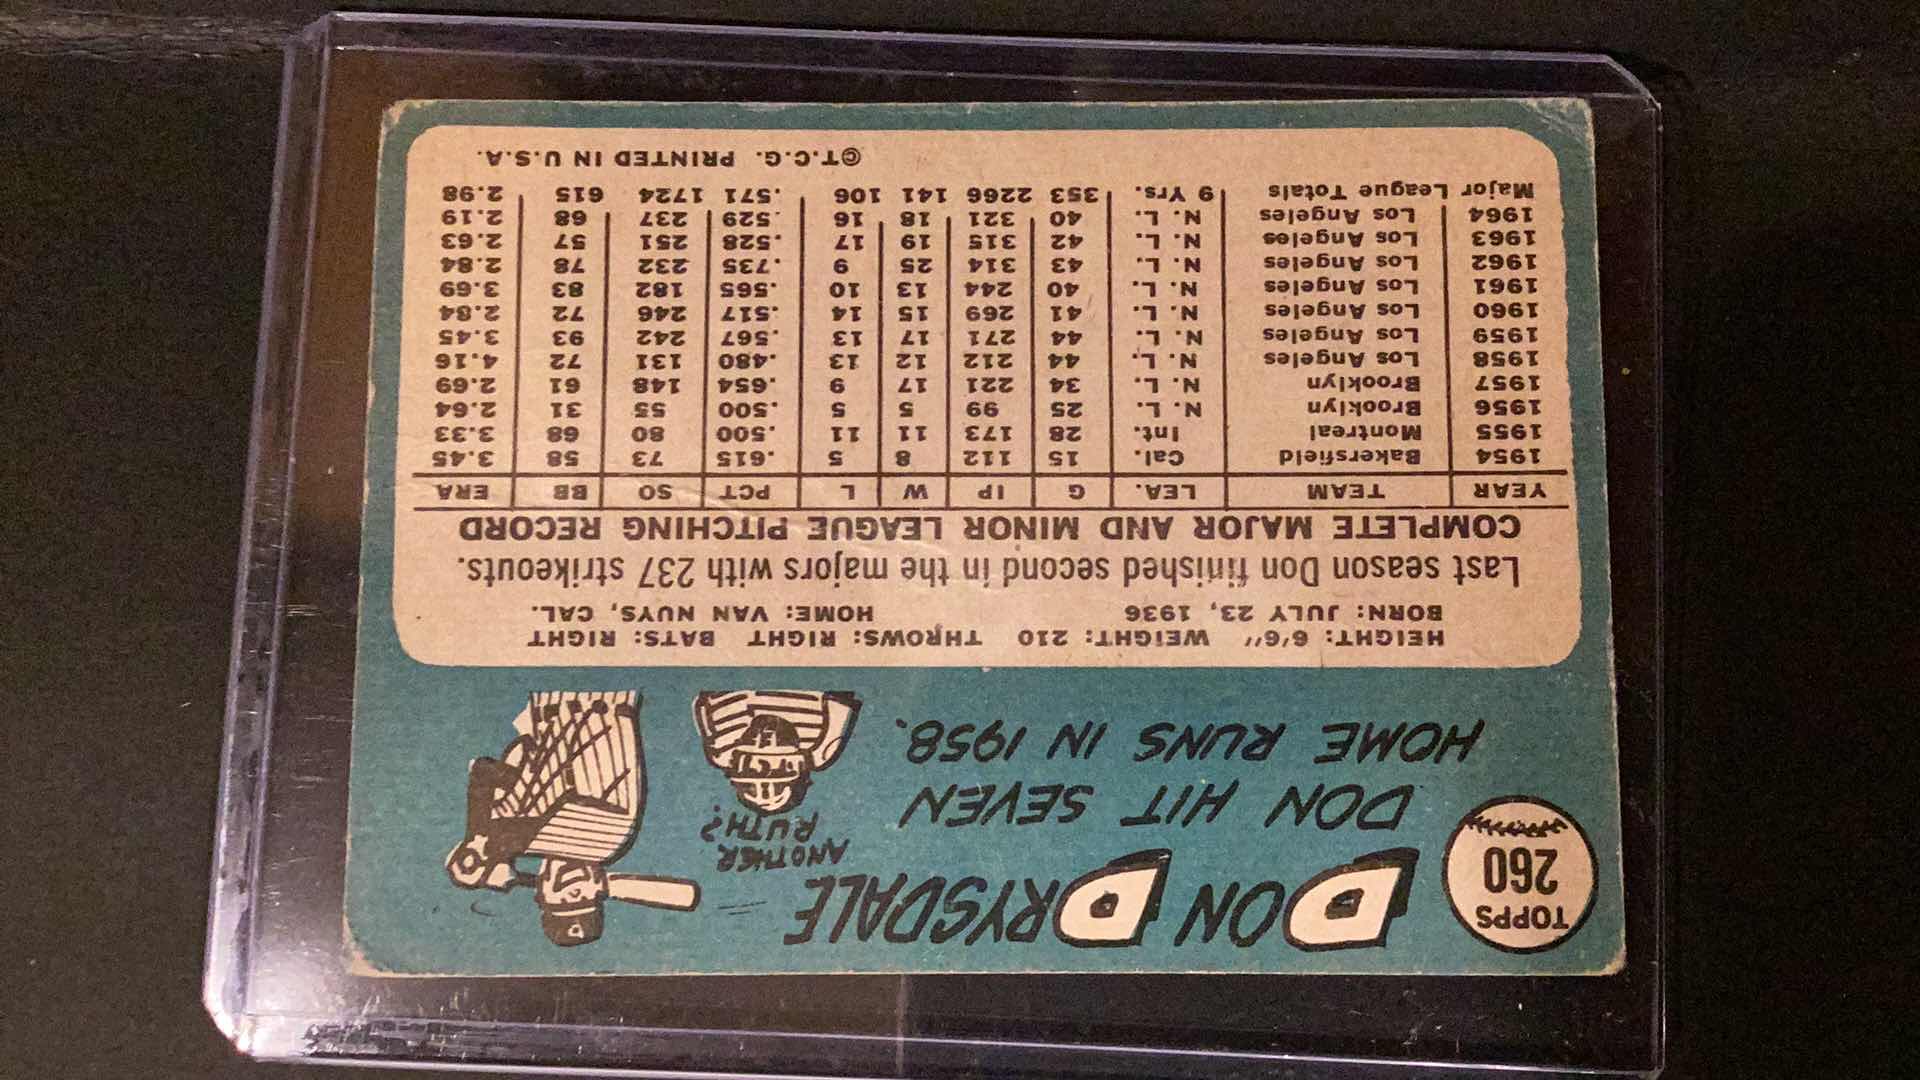 TOPPS
260
DON DRYSDALE
DON HIT SEVEN
HOME RUNS IN 1958.
ANOTHER
RUTH?
D
HEIGHT: 6'6" WEIGHT: 210 THROWS: RIGHT BATS: RIGHT
BORN: JULY 23, 1936 HOME: VAN NUYS, CAL.
Last season Don finished second in the majors with 237 strikeouts.
COMPLETE MAJOR AND MINOR LEAGUE PITCHING RECORD
YEAR TEAM LEA. G IP W L PCT SO BB ERA
1954 Bakersfield Cal. 15 112 8 5 .615 73 58 3.45
1955 Montreal Int. 28 173 11 11 .500 80 68 3.33
1956 Brooklyn N. L. 25 99 5 5 .500 55 31 2.64
1957 Brooklyn N. L. 34 221 17 9 .654 148 61 2.69
1958 Los Angeles N. L. 44 212 12 13 .480 131 72 4.16
1959 Los Angeles N. L. 44 271 17 13 .567 242 93 3.45
1960 Los Angeles N. L. 41 269 15 14 .517 246 72 2.84
1961 Los Angeles N. L. 40 244 13 10 .565 182 83 3.69
1962 Los Angeles N. L. 43 314 25 9 .735 232 78 2.84
1963 Los Angeles N. L. 42 315 19 17 .528 251 57 2.63
1964 Los Angeles N. L. 40 321 18 16 .529 237 68 2.19
Major League Totals 9 Yrs. 353 2266 141 106 .571 1724 615 2.98
©T.C.G. PRINTED IN U.S.A.